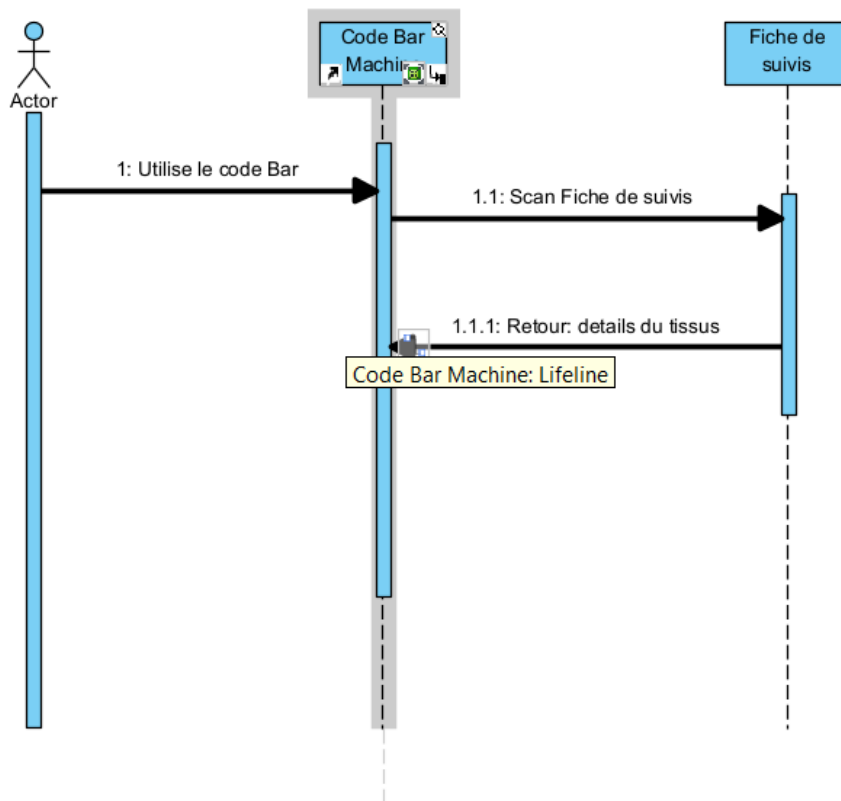 Code Bar
Machine
Fiche de
suivis
Actor
1: Utilise le code Bar
1.1: Scan Fiche de suivis
1.1.1: Retour: details du tissus
Code Bar Machine: Lifeline